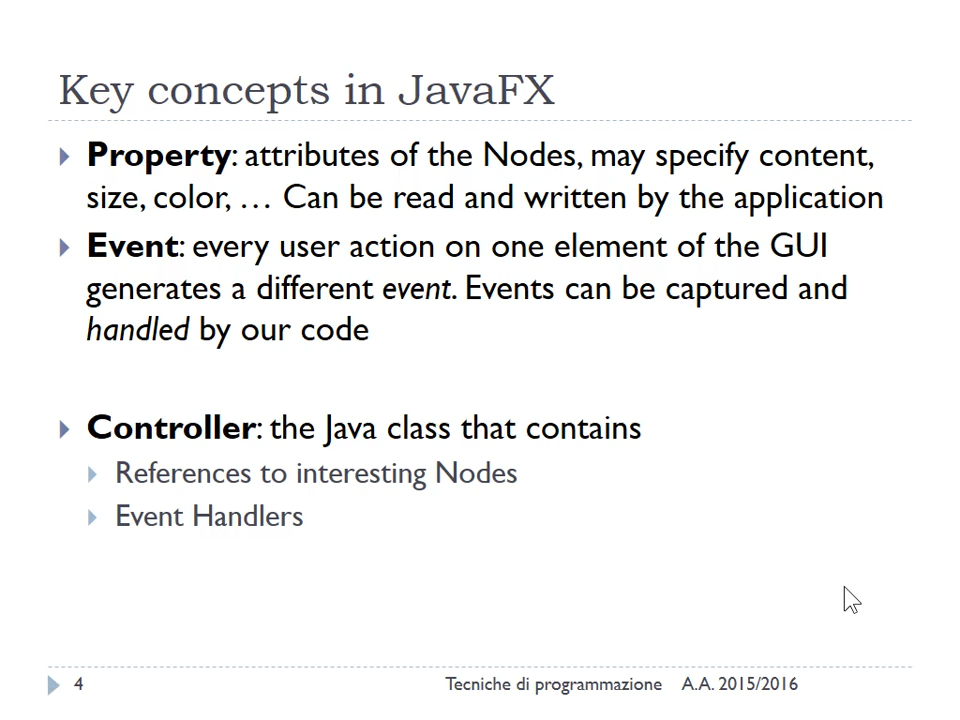 Key concepts in JavaFX
Property: attributes of the Nodes, may specify content,
size, color, … Can be read and written by the application
Event: every user action on one element of the GUI
generates a different event. Events can be captured and
handled by our code
Controller: the Java class that contains
References to interesting Nodes
Event Handlers
4 Tecniche di programmazione A.A. 2015/2016